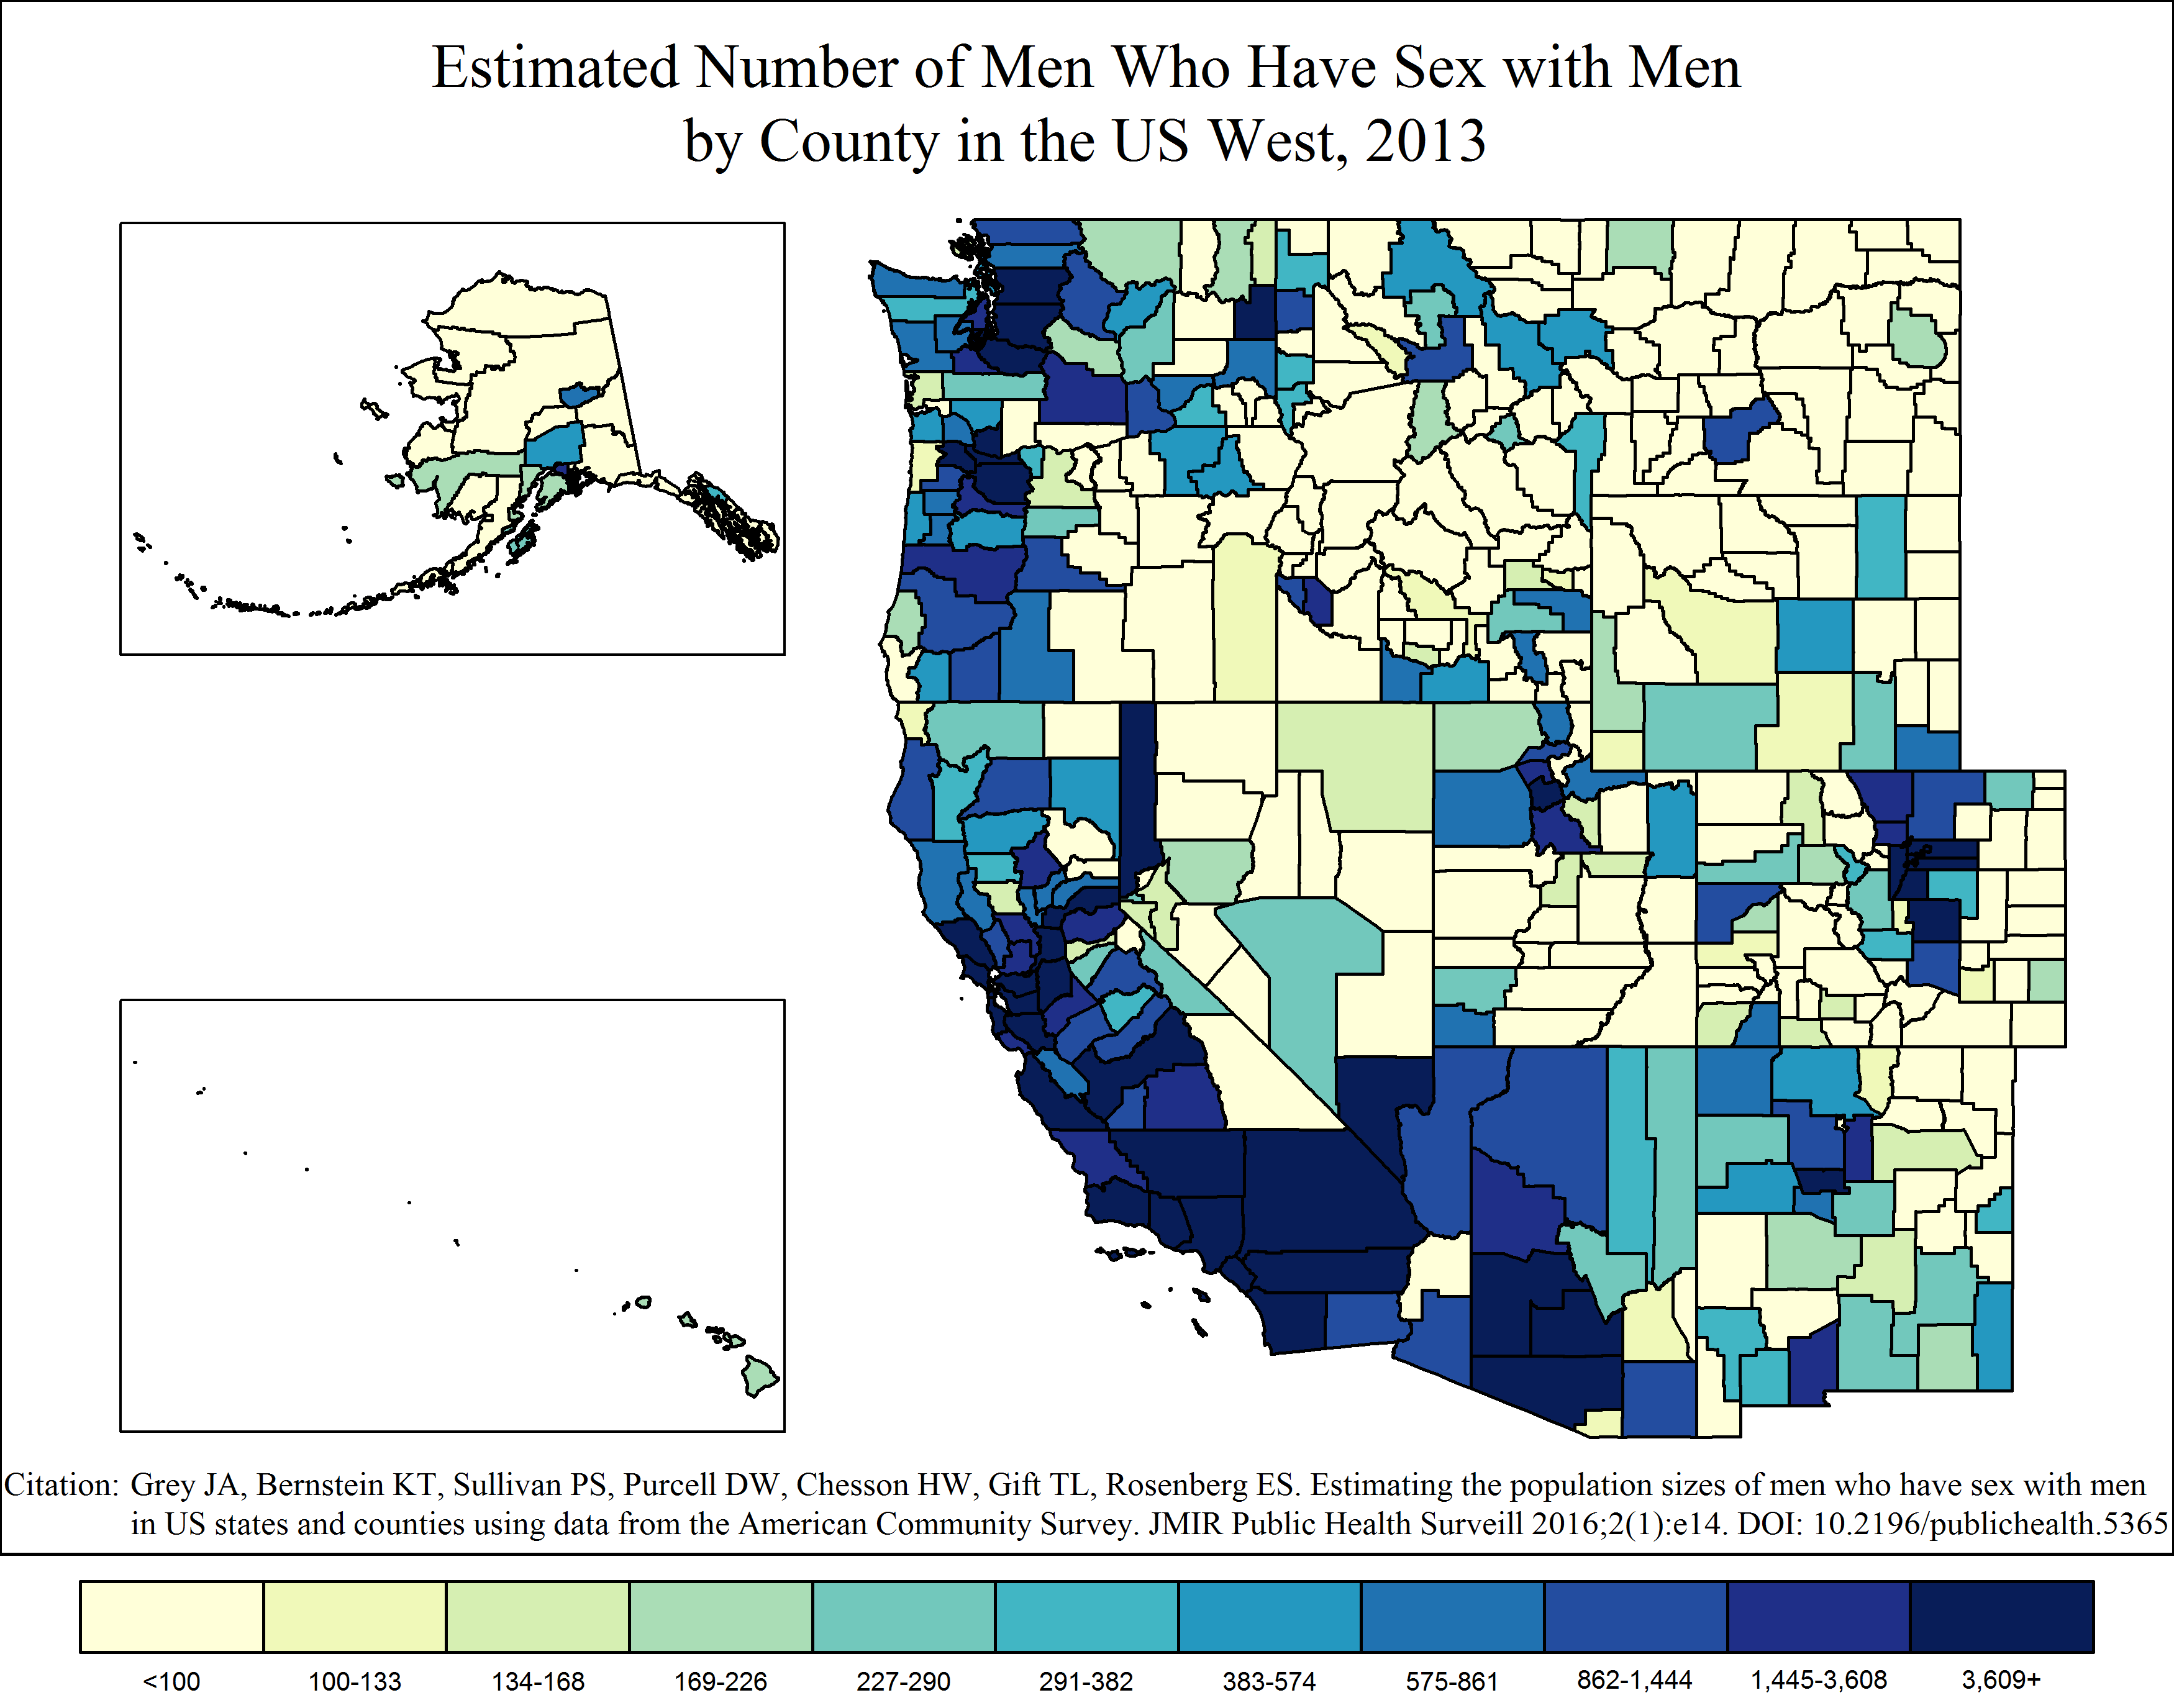 Estimated Number of Men Who Have Sex with Men
by County in the US West, 2013
Citation: Grey JA, Bernstein KT, Sullivan PS, Purcell DW, Chesson HW, Gift TL, Rosenberg ES. Estimating the population sizes of men who have sex with men
in US states and counties using data from the American Community Survey. JMIR Public Health Surveill 2016;2(1):e14. DOI: 10.2196/publichealth.5365
<100 100-133 134-168 169-226 227-290 291-382 383-574 575-861 862-1,444 1,445-3,608 3,609+